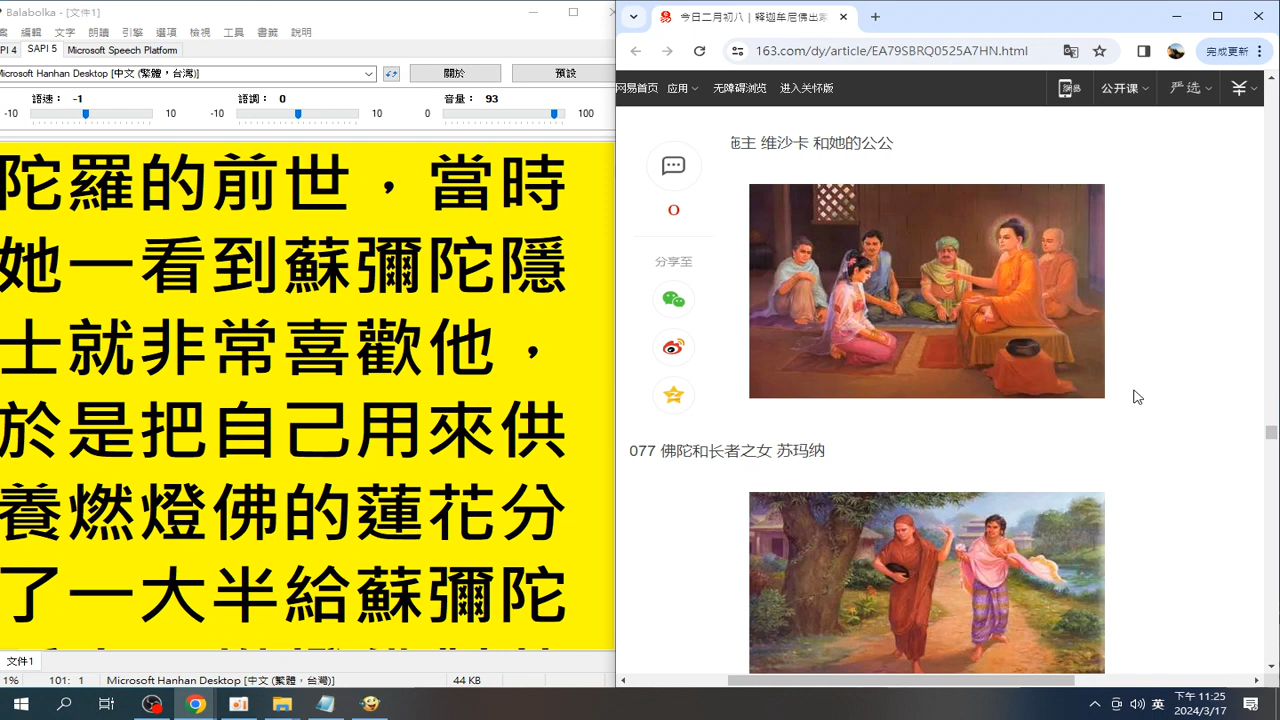 Balabolka - [文件1]
案 編輯 文字 朗讀 引擎 選項 檢視 工具 書籤 說明
PI 4 SAPI 5 Microsoft Speech Platform
Microsoft Hanhan Desktop [中文 (繁體，台灣)] 關於 預設
語速： -1 語調： 0 音量： 93
-10 10 -10 10 0 100
陀羅的前世，當時
她一看到蘇彌陀隱
士就非常喜歡他，
於是把自己用來供
養燃燈佛的蓮花分
了一大半給蘇彌陀
文件1
1% 101: 1 Microsoft Hanhan Desktop [中文 (繁體，台灣)] 44 KB
今日二月初八｜释迦牟尼佛出家
163.com/dy/article/EA79SBRQ0525A7HN.html 完成更新
网易首页 应用 无障碍浏览 进入关怀版 公开课 严选
施主 维沙卡 和她的公公
0
分享至
077 佛陀和长者之女 苏玛纳
英 下午 11:25
2024/3/17